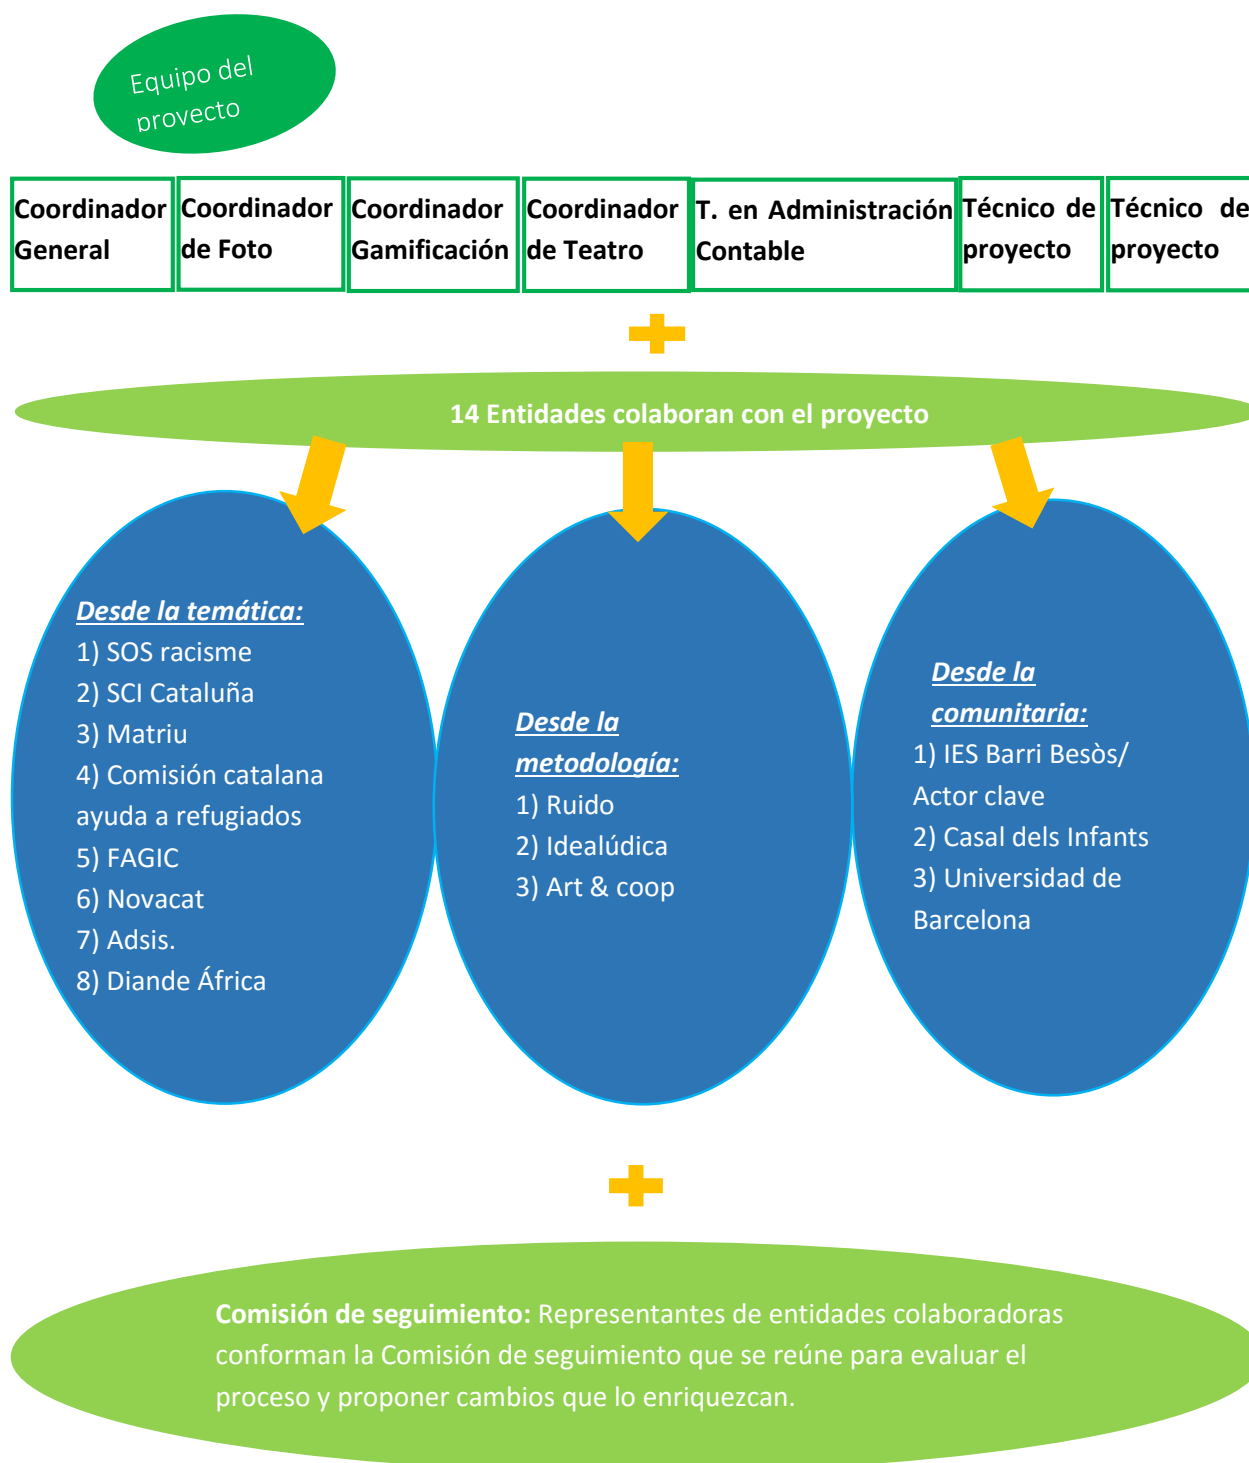 Equipo del
proyecto
Coordinador
General
Coordinador
de Foto
Coordinador
Gamificación
Coordinador
de Teatro
T. en Administración
Contable
Técnico de
proyecto
Técnico de
proyecto
14 Entidades colaboran con el proyecto
Desde la temática:
1) SOS racisme
2) SCI Cataluña
3) Matriu
4) Comisión catalana
ayuda a refugiados
5) FAGIC
6) Novacat
7) Adsis.
8) Diande África
Desde la
metodología:
1) Ruido
2) Idealúdica
3) Art & coop
Desde la
comunitaria:
1) IES Barri Besòs/
Actor clave
2) Casal dels Infants
3) Universidad de
Barcelona
Comisión de seguimiento: Representantes de entidades colaboradoras
conforman la Comisión de seguimiento que se reúne para evaluar el
proceso y proponer cambios que lo enriquezcan.